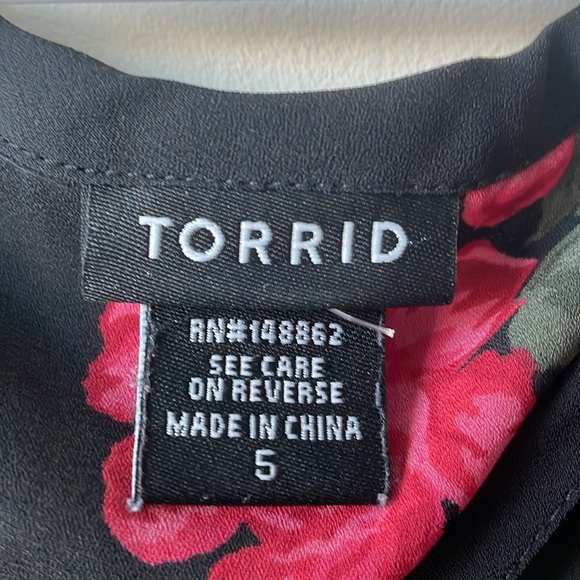 TORRID
RN#148862
SEE CARE
ON REVERSE
MADE IN CHINA
5